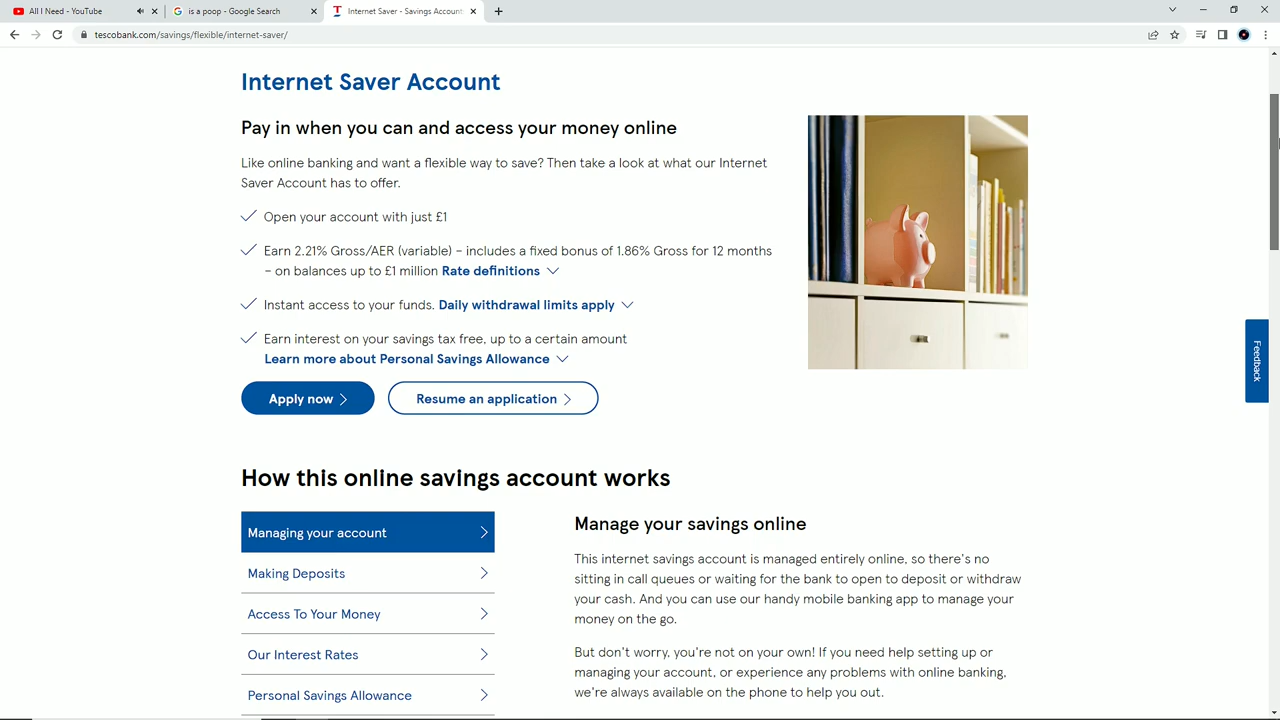 All I Need - YouTube
is a poop - Google Search
Internet Saver - Savings Account
tescobank.com/savings/flexible/internet-saver/
Internet Saver Account
Pay in when you can and access your money online
Like online banking and want a flexible way to save? Then take a look at what our Internet
Saver Account has to offer.
Open your account with just £1
Earn 2.21% Gross/AER (variable) – includes a fixed bonus of 1.86% Gross for 12 months
– on balances up to £1 million Rate definitions
Instant access to your funds. Daily withdrawal limits apply
Earn interest on your savings tax free, up to a certain amount
Learn more about Personal Savings Allowance
Apply now
Resume an application
Feedback
How this online savings account works
Managing your account
Making Deposits
Access To Your Money
Our Interest Rates
Personal Savings Allowance
Manage your savings online
This internet savings account is managed entirely online, so there's no
sitting in call queues or waiting for the bank to open to deposit or withdraw
your cash. And you can use our handy mobile banking app to manage your
money on the go.
But don't worry, you're not on your own! If you need help setting up or
managing your account, or experience any problems with online banking,
we're always available on the phone to help you out.